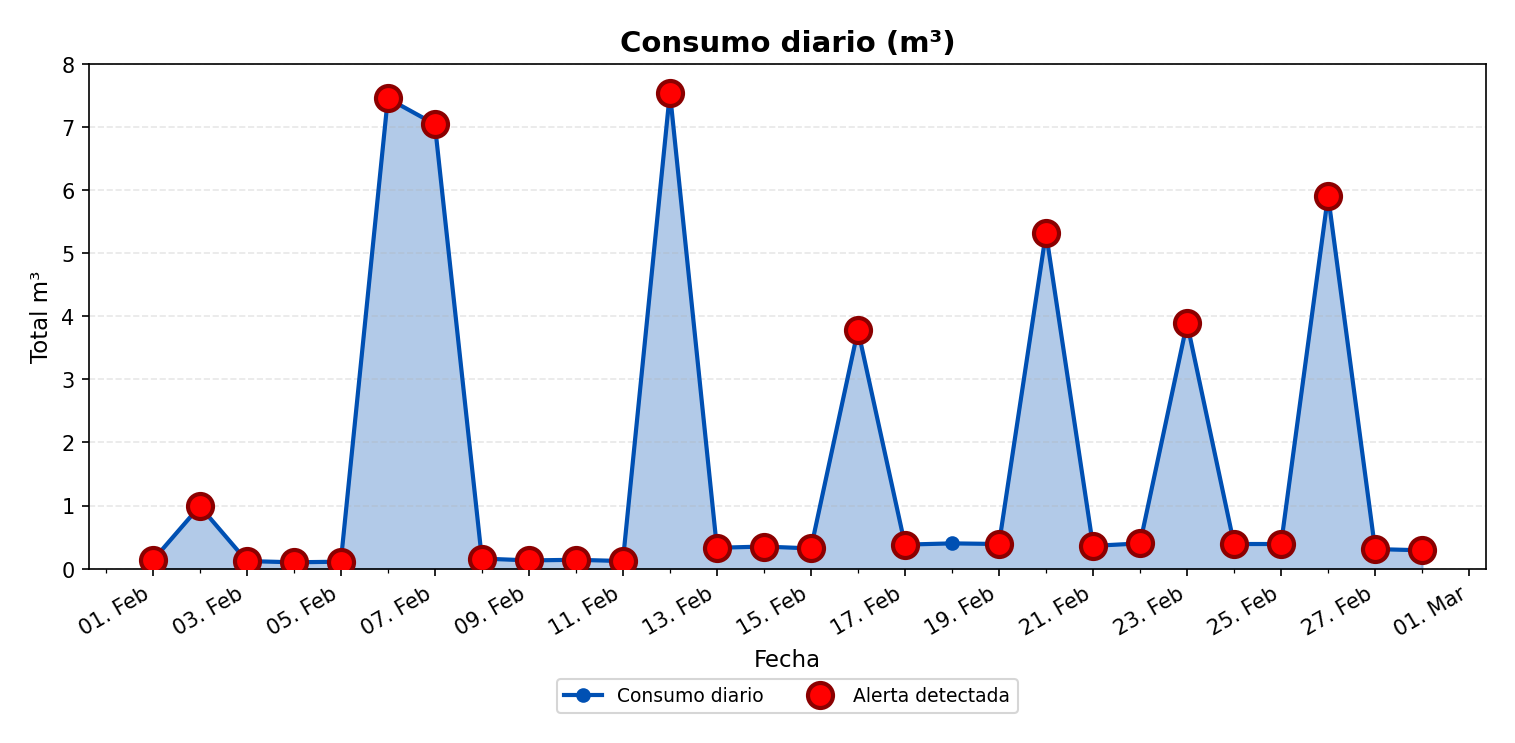 Consumo diario (m³)
Total m³
8
7
6
5
4
3
2
1
0
01. Feb
03. Feb
05. Feb
07. Feb
09. Feb
11. Feb
13. Feb
15. Feb
17. Feb
19. Feb
21. Feb
23. Feb
25. Feb
27. Feb
01. Mar
Fecha
Consumo diario
Alerta detectada